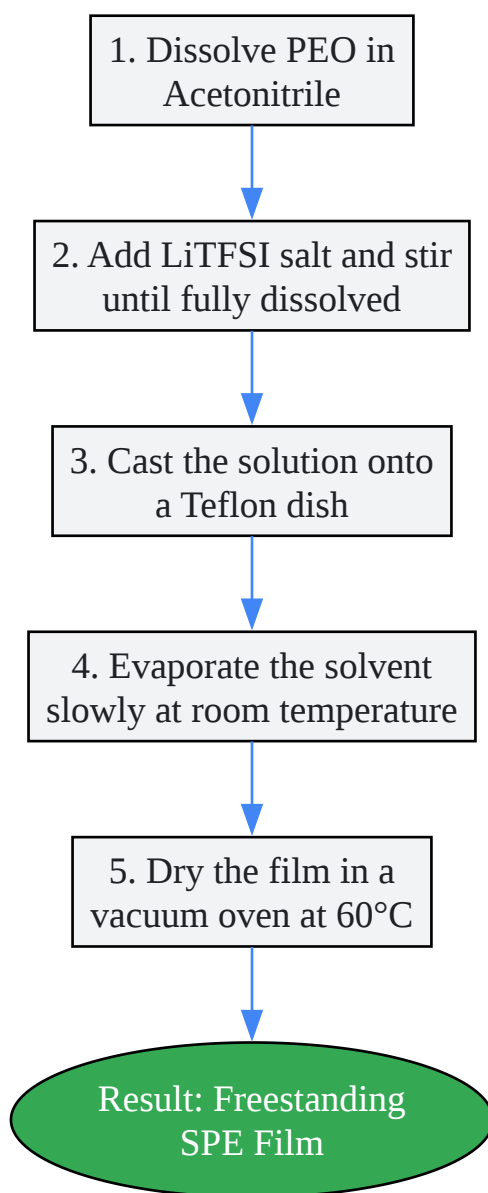 1. Dissolve PEO in
Acetonitrile
2. Add LiTFSI salt and stir
until fully dissolved
3. Cast the solution onto
a Teflon dish
4. Evaporate the solvent
slowly at room temperature
5. Dry the film in a
vacuum oven at 60°C
Result: Freestanding
SPE Film